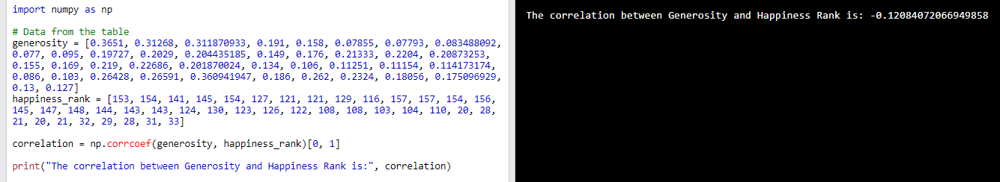 import numpy as np
# Data from the table
generosity = [0.3651, 0.31268, 0.311870933, 0.191, 0.158, 0.07855, 0.07793, 0.083488092,
0.077, 0.095, 0.19727, 0.2029, 0.204435185, 0.149, 0.176, 0.21333, 0.2204, 0.20873253,
0.155, 0.169, 0.219, 0.22686, 0.201870024, 0.134, 0.106, 0.11251, 0.11154, 0.114173174,
0.086, 0.103, 0.26428, 0.26591, 0.360941947, 0.186, 0.262, 0.2324, 0.18056, 0.175096929,
0.13, 0.127]
happiness_rank = [153, 154, 141, 145, 154, 127, 121, 121, 129, 116, 157, 157, 154, 156,
145, 147, 148, 144, 143, 143, 124, 130, 123, 126, 122, 108, 108, 103, 104, 110, 20, 28,
21, 20, 21, 32, 29, 28, 31, 33]
correlation = np.corrcoef(generosity, happiness_rank)[0, 1]
print("The correlation between Generosity and Happiness Rank is:", correlation)
The correlation between Generosity and Happiness Rank is: -0.12084072066949858